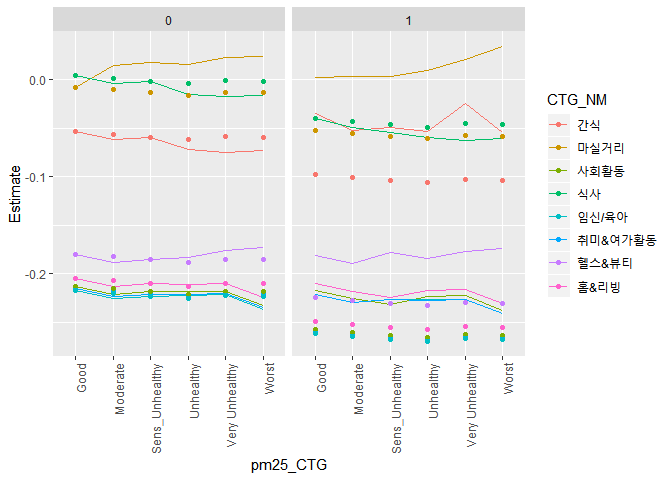 0
1
0.0
-0.1
-0.2
Estimate
Good
Moderate
Sens_Unhealthy
Unhealthy
Very Unhealthy
Worst
Good
Moderate
Sens_Unhealthy
Unhealthy
Very Unhealthy
Worst
pm25_CTG
CTG_NM
간식
마실거리
사회활동
식사
임신/육아
취미&여가활동
헬스&뷰티
홈&리빙